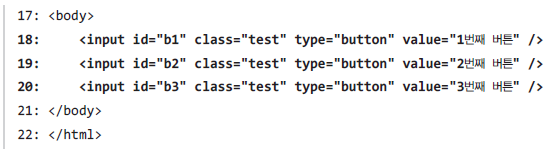 17: <body>
18: <input id="b1" class="test" type="button" value="1번째 버튼" />
19: <input id="b2" class="test" type="button" value="2번째 버튼" />
20: <input id="b3" class="test" type="button" value="3번째 버튼" />
21: </body>
22: </html>